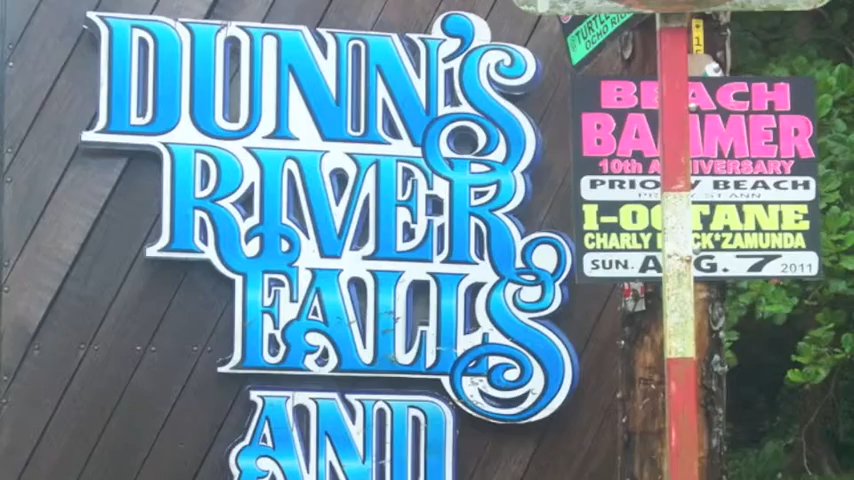 DUNN'S
RIVER
FALLS
AND
@TURTLE
OCHO RIO
BEACH
BAMMER
10th ANNIVERSARY
PRIORY BEACH
PRIORY ST ANN
I-OCTANE
CHARLY BLACK*ZAMUNDA
SUN. AUG. 7 2011